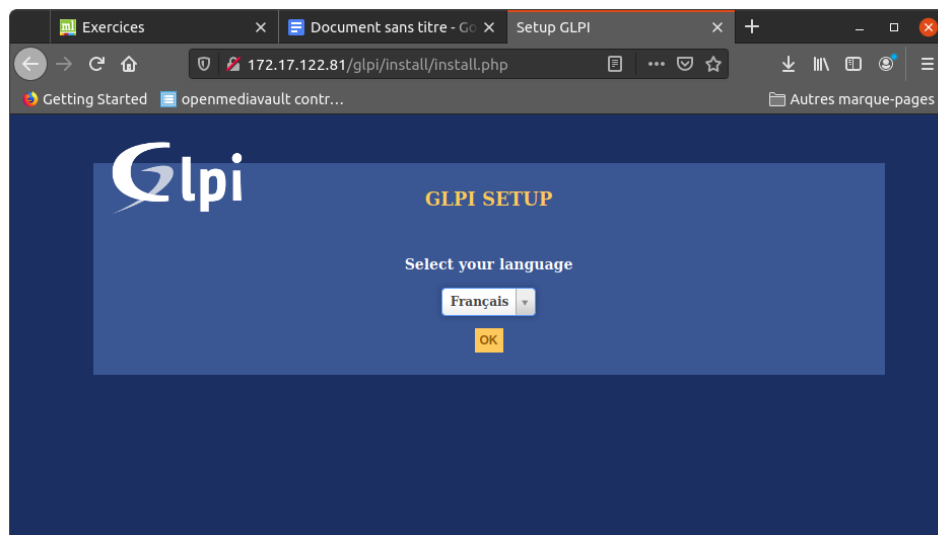 Exercices
Document sans titre - Go
Setup GLPI
172.17.122.81/glpi/install/install.php
Getting Started
openmediavault contr...
Autres marque-pages
Glpi
GLPI SETUP
Select your language
Français
OK